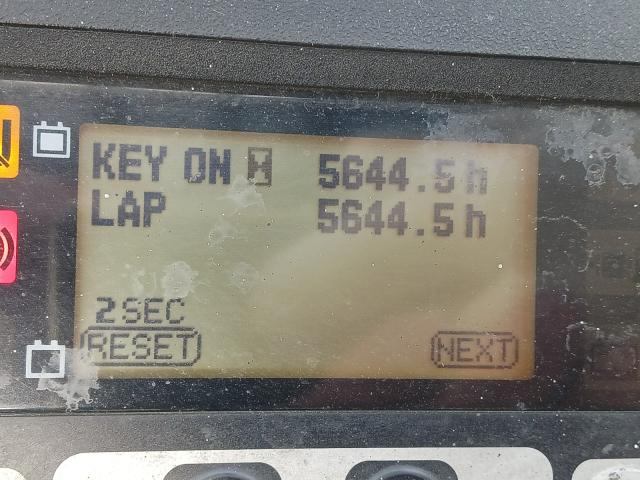 KEY ON H 5644.5h
LAP 5644.5h
2SEC
RESET NEXT